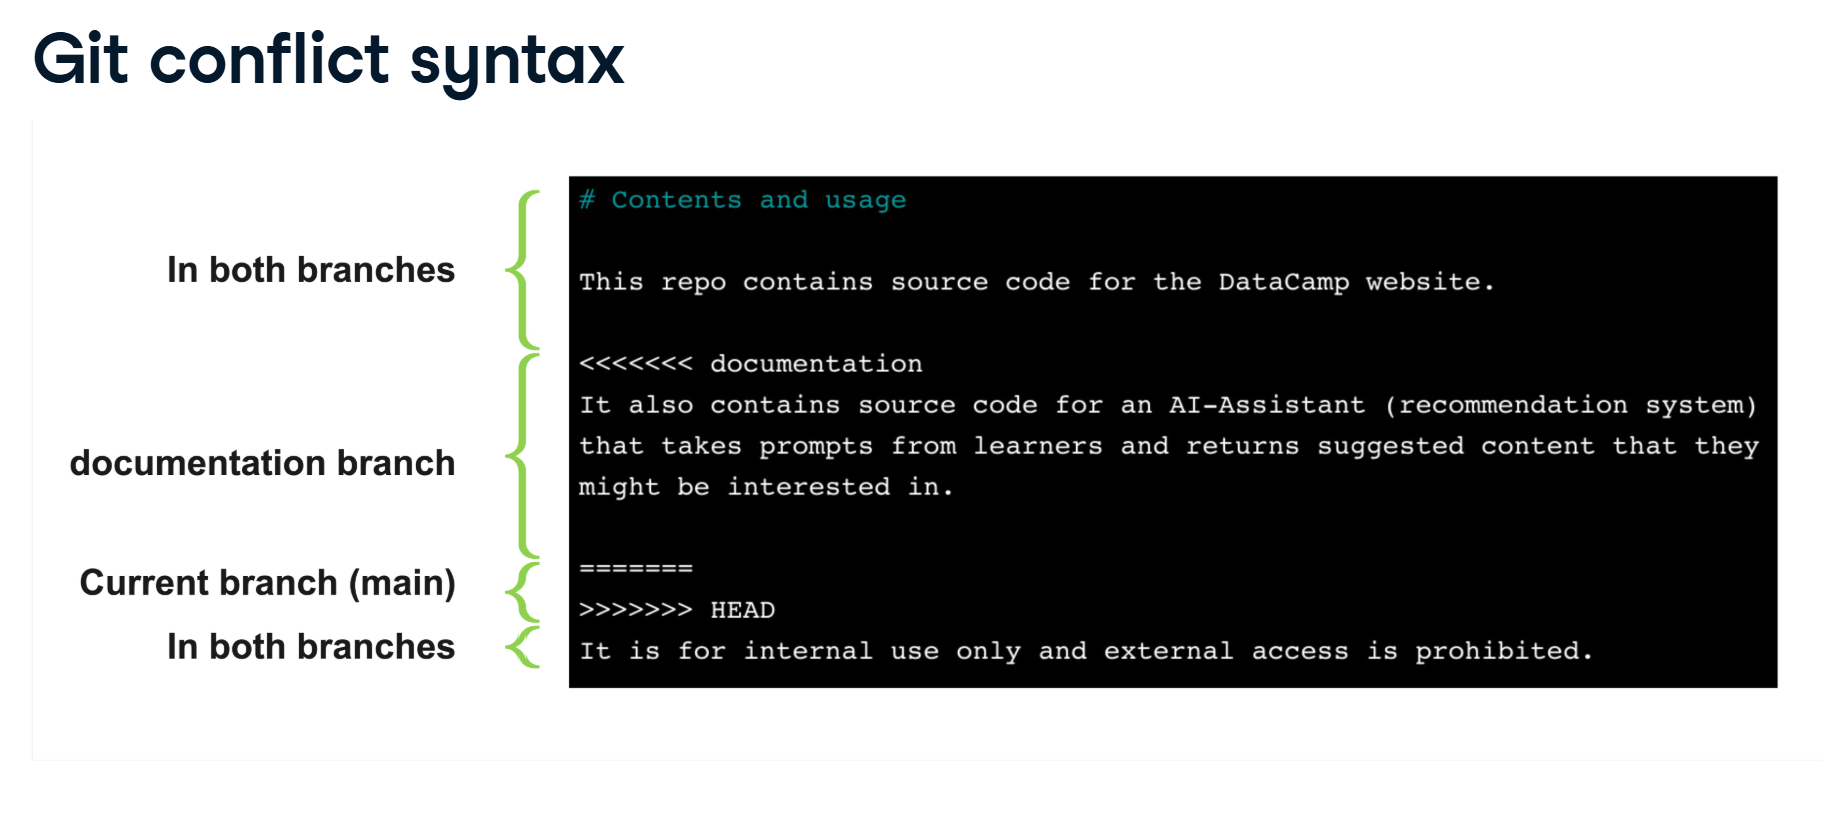 Git conflict syntax
In both branches
# Contents and usage
This repo contains source code for the DataCamp website.
documentation branch
<<<<<<< documentation
It also contains source code for an AI-Assistant (recommendation system)
that takes prompts from learners and returns suggested content that they
might be interested in.
Current branch (main)
=======
>>>>>>> HEAD
In both branches
It is for internal use only and external access is prohibited.